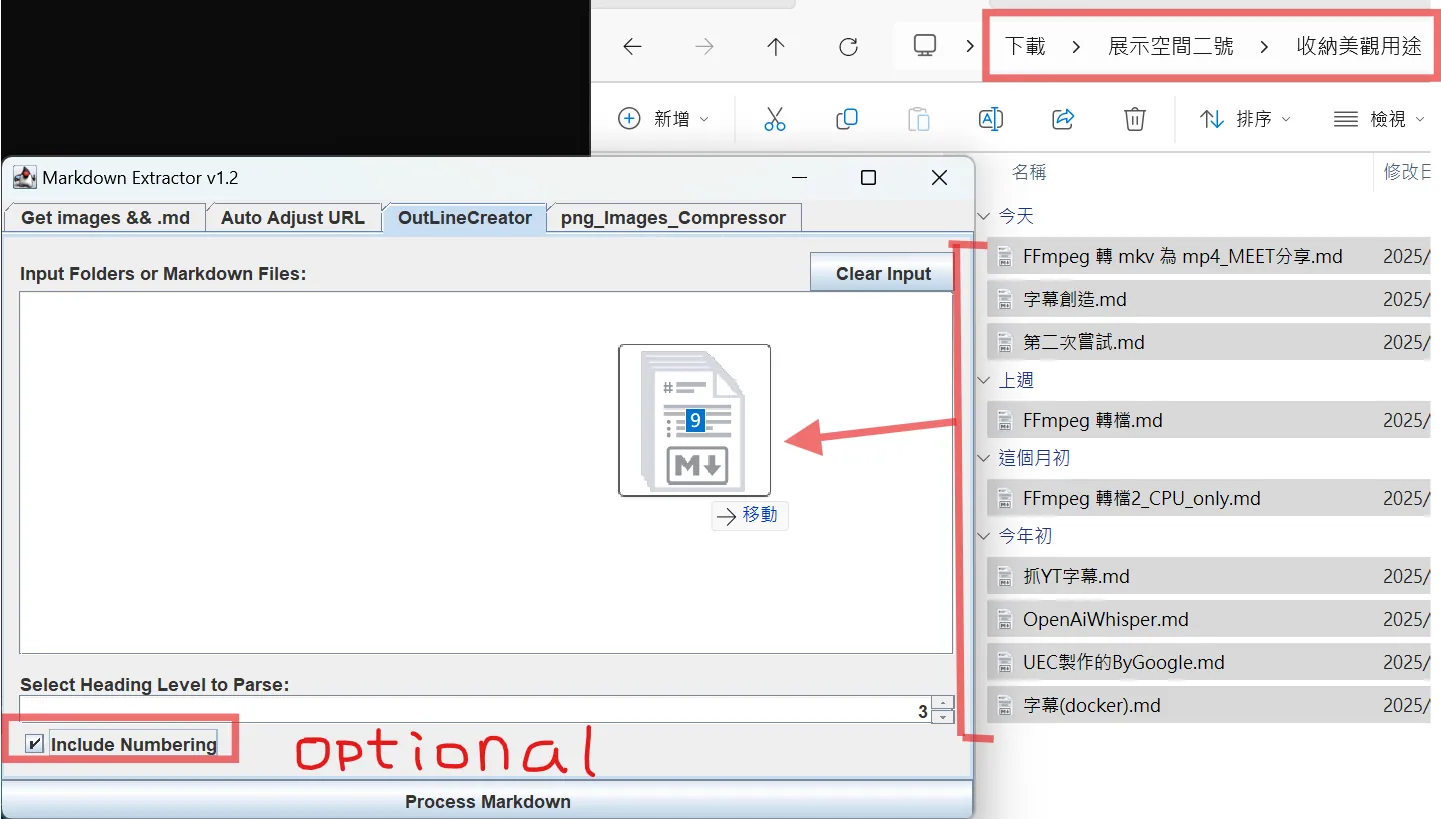 下載 > 展示空間二號 > 收納美觀用途
新增
排序
檢視
Markdown Extractor v1.2
Get images && .md
Auto Adjust URL
OutLineCreator
png_Images_Compressor
Input Folders or Markdown Files:
Clear Input
#
9
M
移動
Select Heading Level to Parse:
3
Include Numbering
optional
Process Markdown
名稱
修改日
今天
FFmpeg 轉 mkv 為 mp4_MEET分享.md 2025/
字幕創造.md 2025/
第二次嘗試.md 2025/
上週
FFmpeg 轉檔.md 2025/
這個月初
FFmpeg 轉檔2_CPU_only.md 2025/
今年初
抓YT字幕.md 2025/
OpenAiWhisper.md 2025/
UEC製作的ByGoogle.md 2025/
字幕(docker).md 2025/